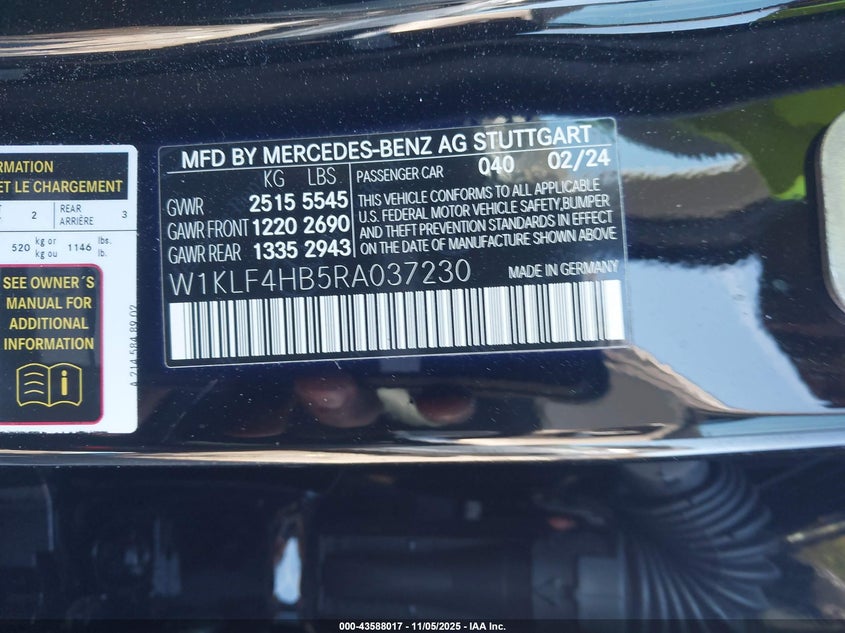 MFD BY MERCEDES-BENZ AG STUTTGART
KG LBS PASSENGER CAR 040 02/24
GVWR 2515 5545
GAWR FRONT 1220 2690
GAWR REAR 1335 2943
THIS VEHICLE CONFORMS TO ALL APPLICABLE
U.S. FEDERAL MOTOR VEHICLE SAFETY,BUMPER
AND THEFT PREVENTION STANDARDS IN EFFECT
ON THE DATE OF MANUFACTURE SHOWN ABOVE.
W1KLF4HB5RA037230 MADE IN GERMANY
ET LE CHARGEMENT
2 REAR
ARRIÈRE 3
520 kg or
kg ou 1146 lbs.
lb.
SEE OWNER´S
MANUAL FOR
ADDITIONAL
INFORMATION
i
A 214 584 89 02
000-43588017 - 11/05/2025 - IAA Inc.